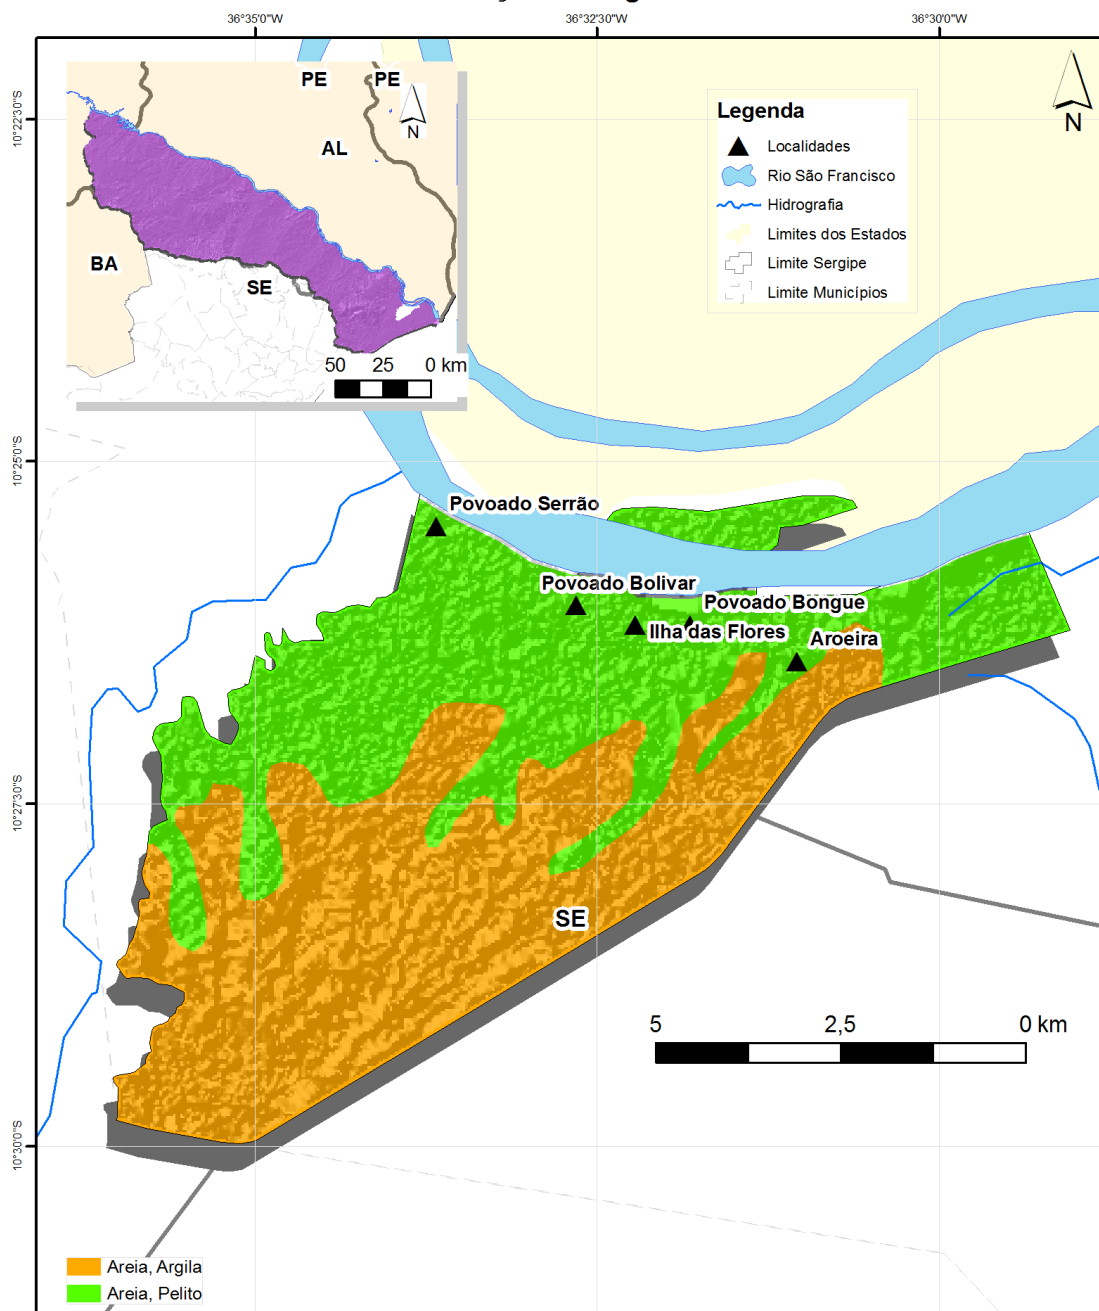 36°35'0"W
36°32'30"W
36°30'0"W
10°22'30"S
10°25'0"S
10°27'30"S
10°30'0"S
PE
PE
N
AL
BA
SE
50 25 0 km
N
Legenda
Localidades
Rio São Francisco
Hidrografia
Limites dos Estados
Limite Sergipe
Limite Municípios
Povoado Serrão
Povoado Bolivar
Povoado Bongue
Ilha das Flores
Aroeira
SE
5 2,5 0 km
Areia, Argila
Areia, Pelito